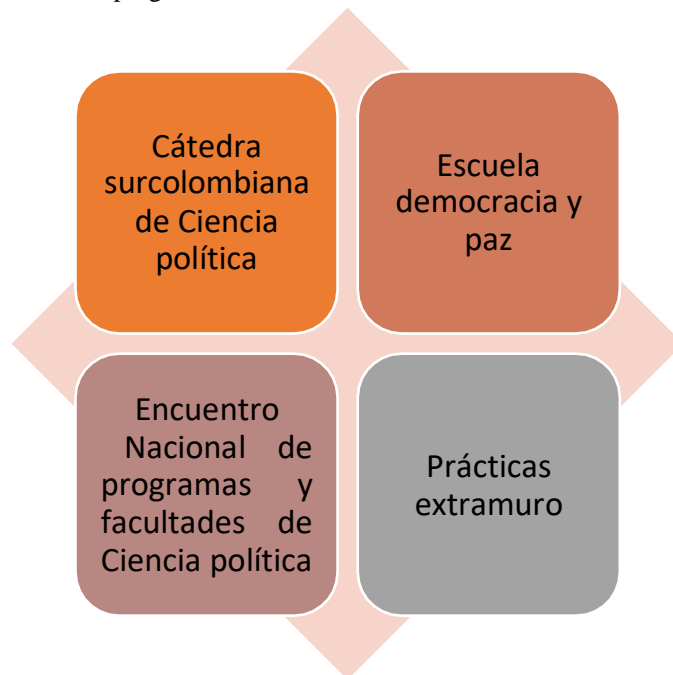 Cátedra
surcolombiana
de Ciencia
política
Escuela
democracia y
paz
Encuentro
Nacional de
programas y
facultades de
Ciencia política
Prácticas
extramuro